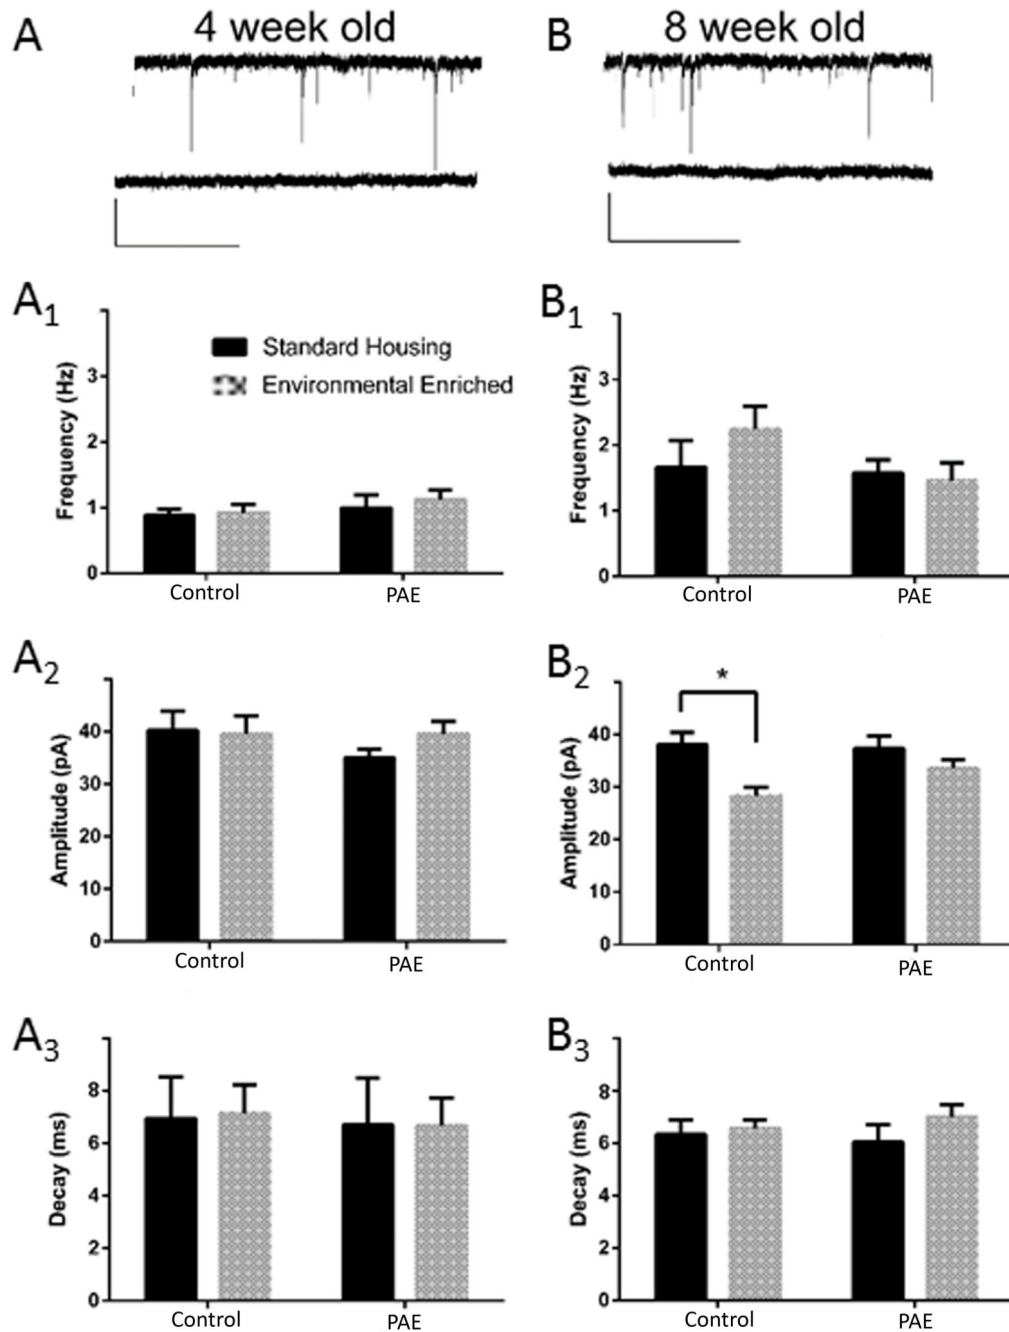 A 4 week old
B 8 week old
A1
Frequency (Hz)
3
2
1
0
Standard Housing
Environmental Enriched
Control PAE
B1
Frequency (Hz)
3
2
1
0
Control PAE
A2
Amplitude (pA)
40
30
20
10
0
Control PAE
B2
Amplitude (pA)
40
30
20
10
0
*
Control PAE
A3
Decay (ms)
8
6
4
2
0
Control PAE
B3
Decay (ms)
8
6
4
2
0
Control PAE